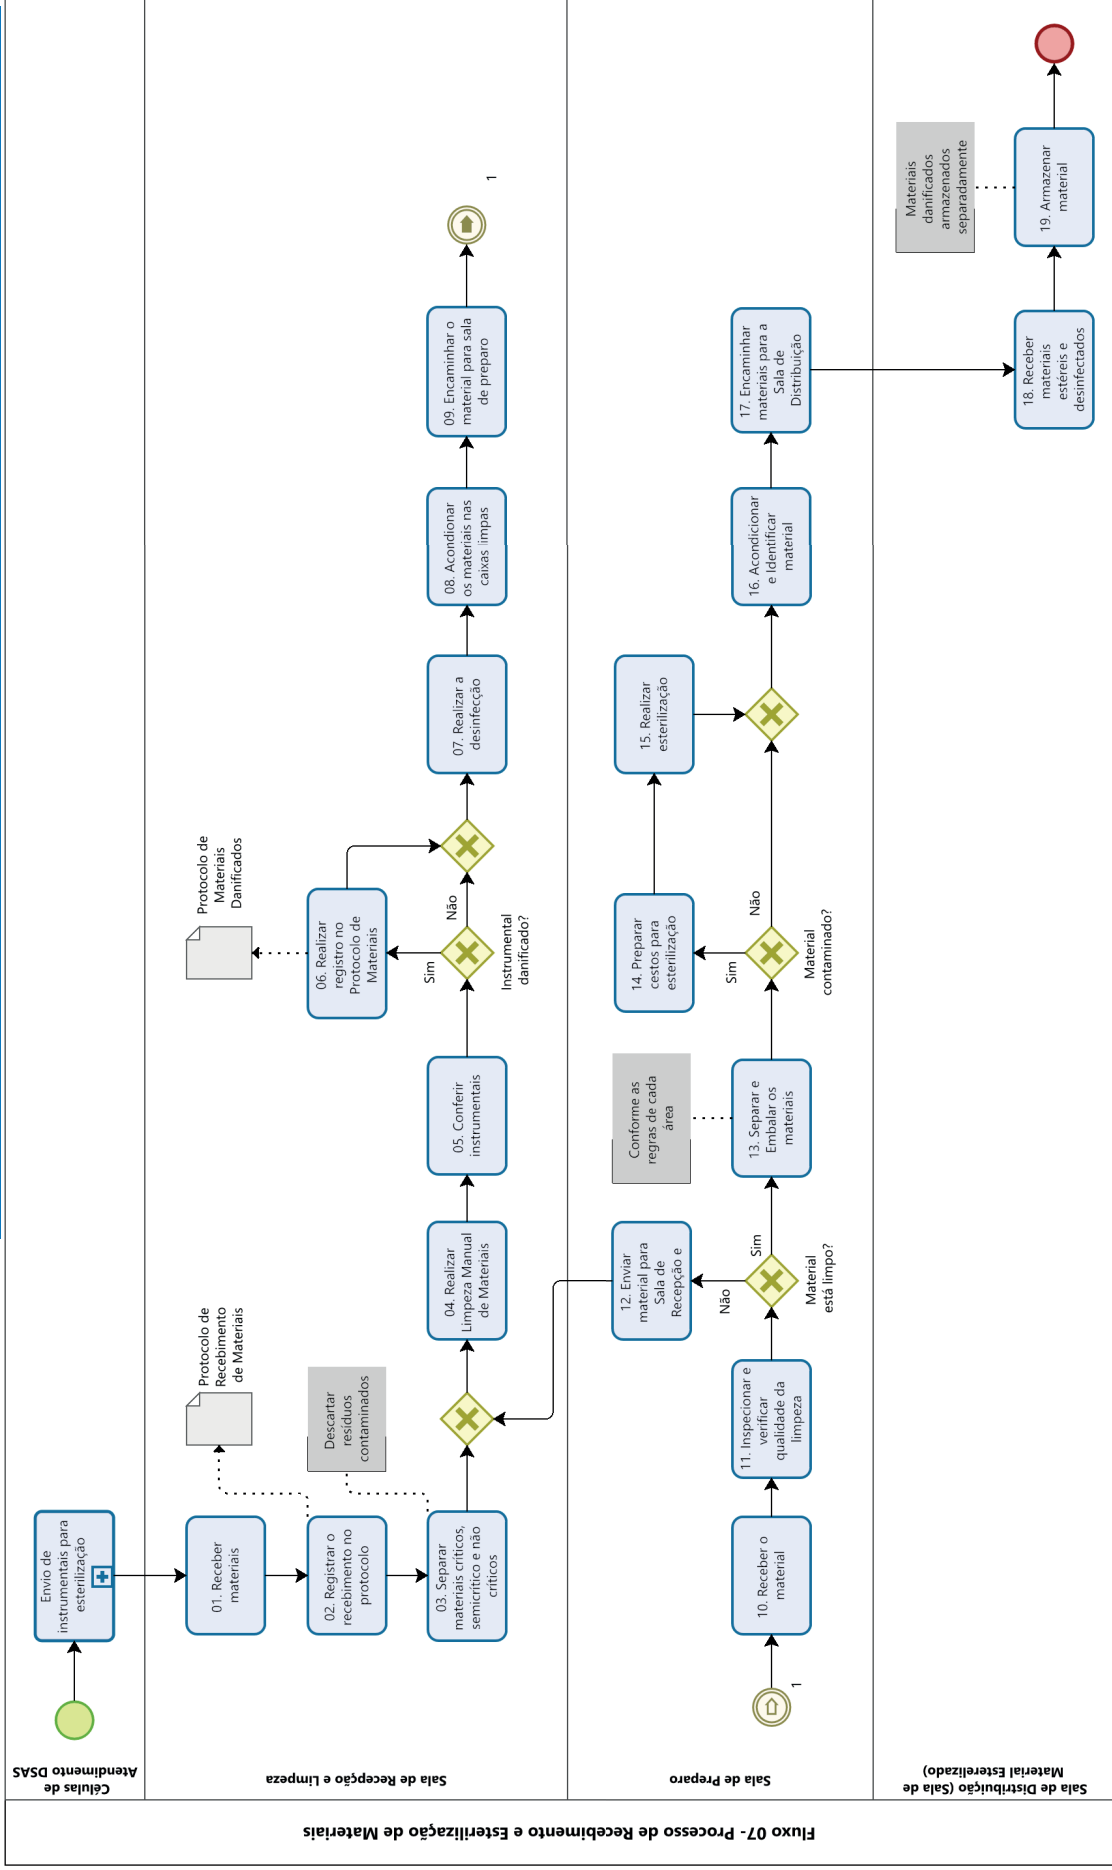 Fluxo 07- Processo de Recebimento e Esterilização de Materiais
Células de
Atendimento DSAS
Envio de
instrumentais para
esterilização
Sala de Recepção e Limpeza
01. Receber
materiais
02. Registrar o
recebimento no
protocolo
Protocolo de
Recebimento
de Materiais
03. Separar
materiais críticos,
semicrítico e não
críticos
Descartar
resíduos
contaminados
04. Realizar
Limpeza Manual
de Materiais
05. Conferir
instrumentais
Instrumental
danificado?
Sim
Não
06. Realizar
registro no
Protocolo de
Materiais
Protocolo de
Materiais
Danificados
07. Realizar a
desinfecção
08. Acondionar
os materiais nas
caixas limpas
09. Encaminhar o
material para sala
de preparo
1
Sala de Preparo
1
10. Receber o
material
11. Inspecionar e
verificar
qualidade da
limpeza
Material
está limpo?
Não
Sim
12. Enviar
material para
Sala de
Recepção e
13. Separar e
Embalar os
materiais
Conforme as
regras de cada
área
Material
contaminado?
Sim
Não
14. Preparar
cestos para
esterilização
15. Realizar
esterilização
16. Acondicionar
e Identificar
material
17. Encaminhar
materiais para a
Sala de
Distribuição
Sala de Distribuição (Sala de
Material Esterelizado)
18. Receber
materiais
estéreis e
desinfectados
19. Armazenar
material
Materiais
danificados
armazenados
separadamente